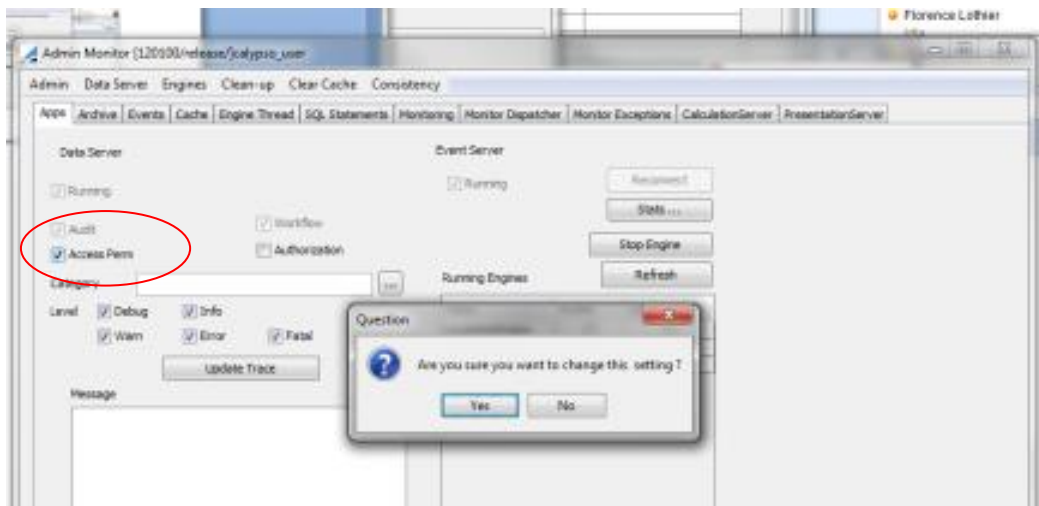 Florence Lothier
Admin Monitor [120100/release/]calypso_user
Admin Data Server Engines Clean-up Clear Cache Consistency
Apps Archive Events Cache Engine Thread SQL Statements Monitoring Monitor Dispatcher Monitor Exceptions CalculationServer PresentationServer
Data Server Event Server
Running Running Reconnect
Stats ...
Audit Workflow
Stop Engine
Access Perm Authorization
Category ... Running Engines Refresh
Level Debug Info
Warn Error Fatal
Update Trace
Message
Question
Are you sure you want to change this setting ?
Yes No